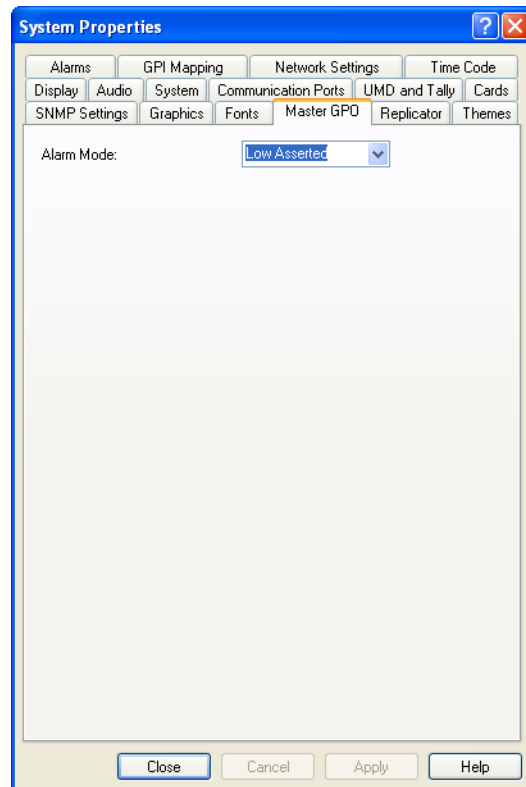 System Properties
Alarms GPI Mapping Network Settings Time Code
Display Audio System Communication Ports UMD and Tally Cards
SNMP Settings Graphics Fonts Master GPO Replicator Themes
Alarm Mode: Low Asserted
Close Cancel Apply Help